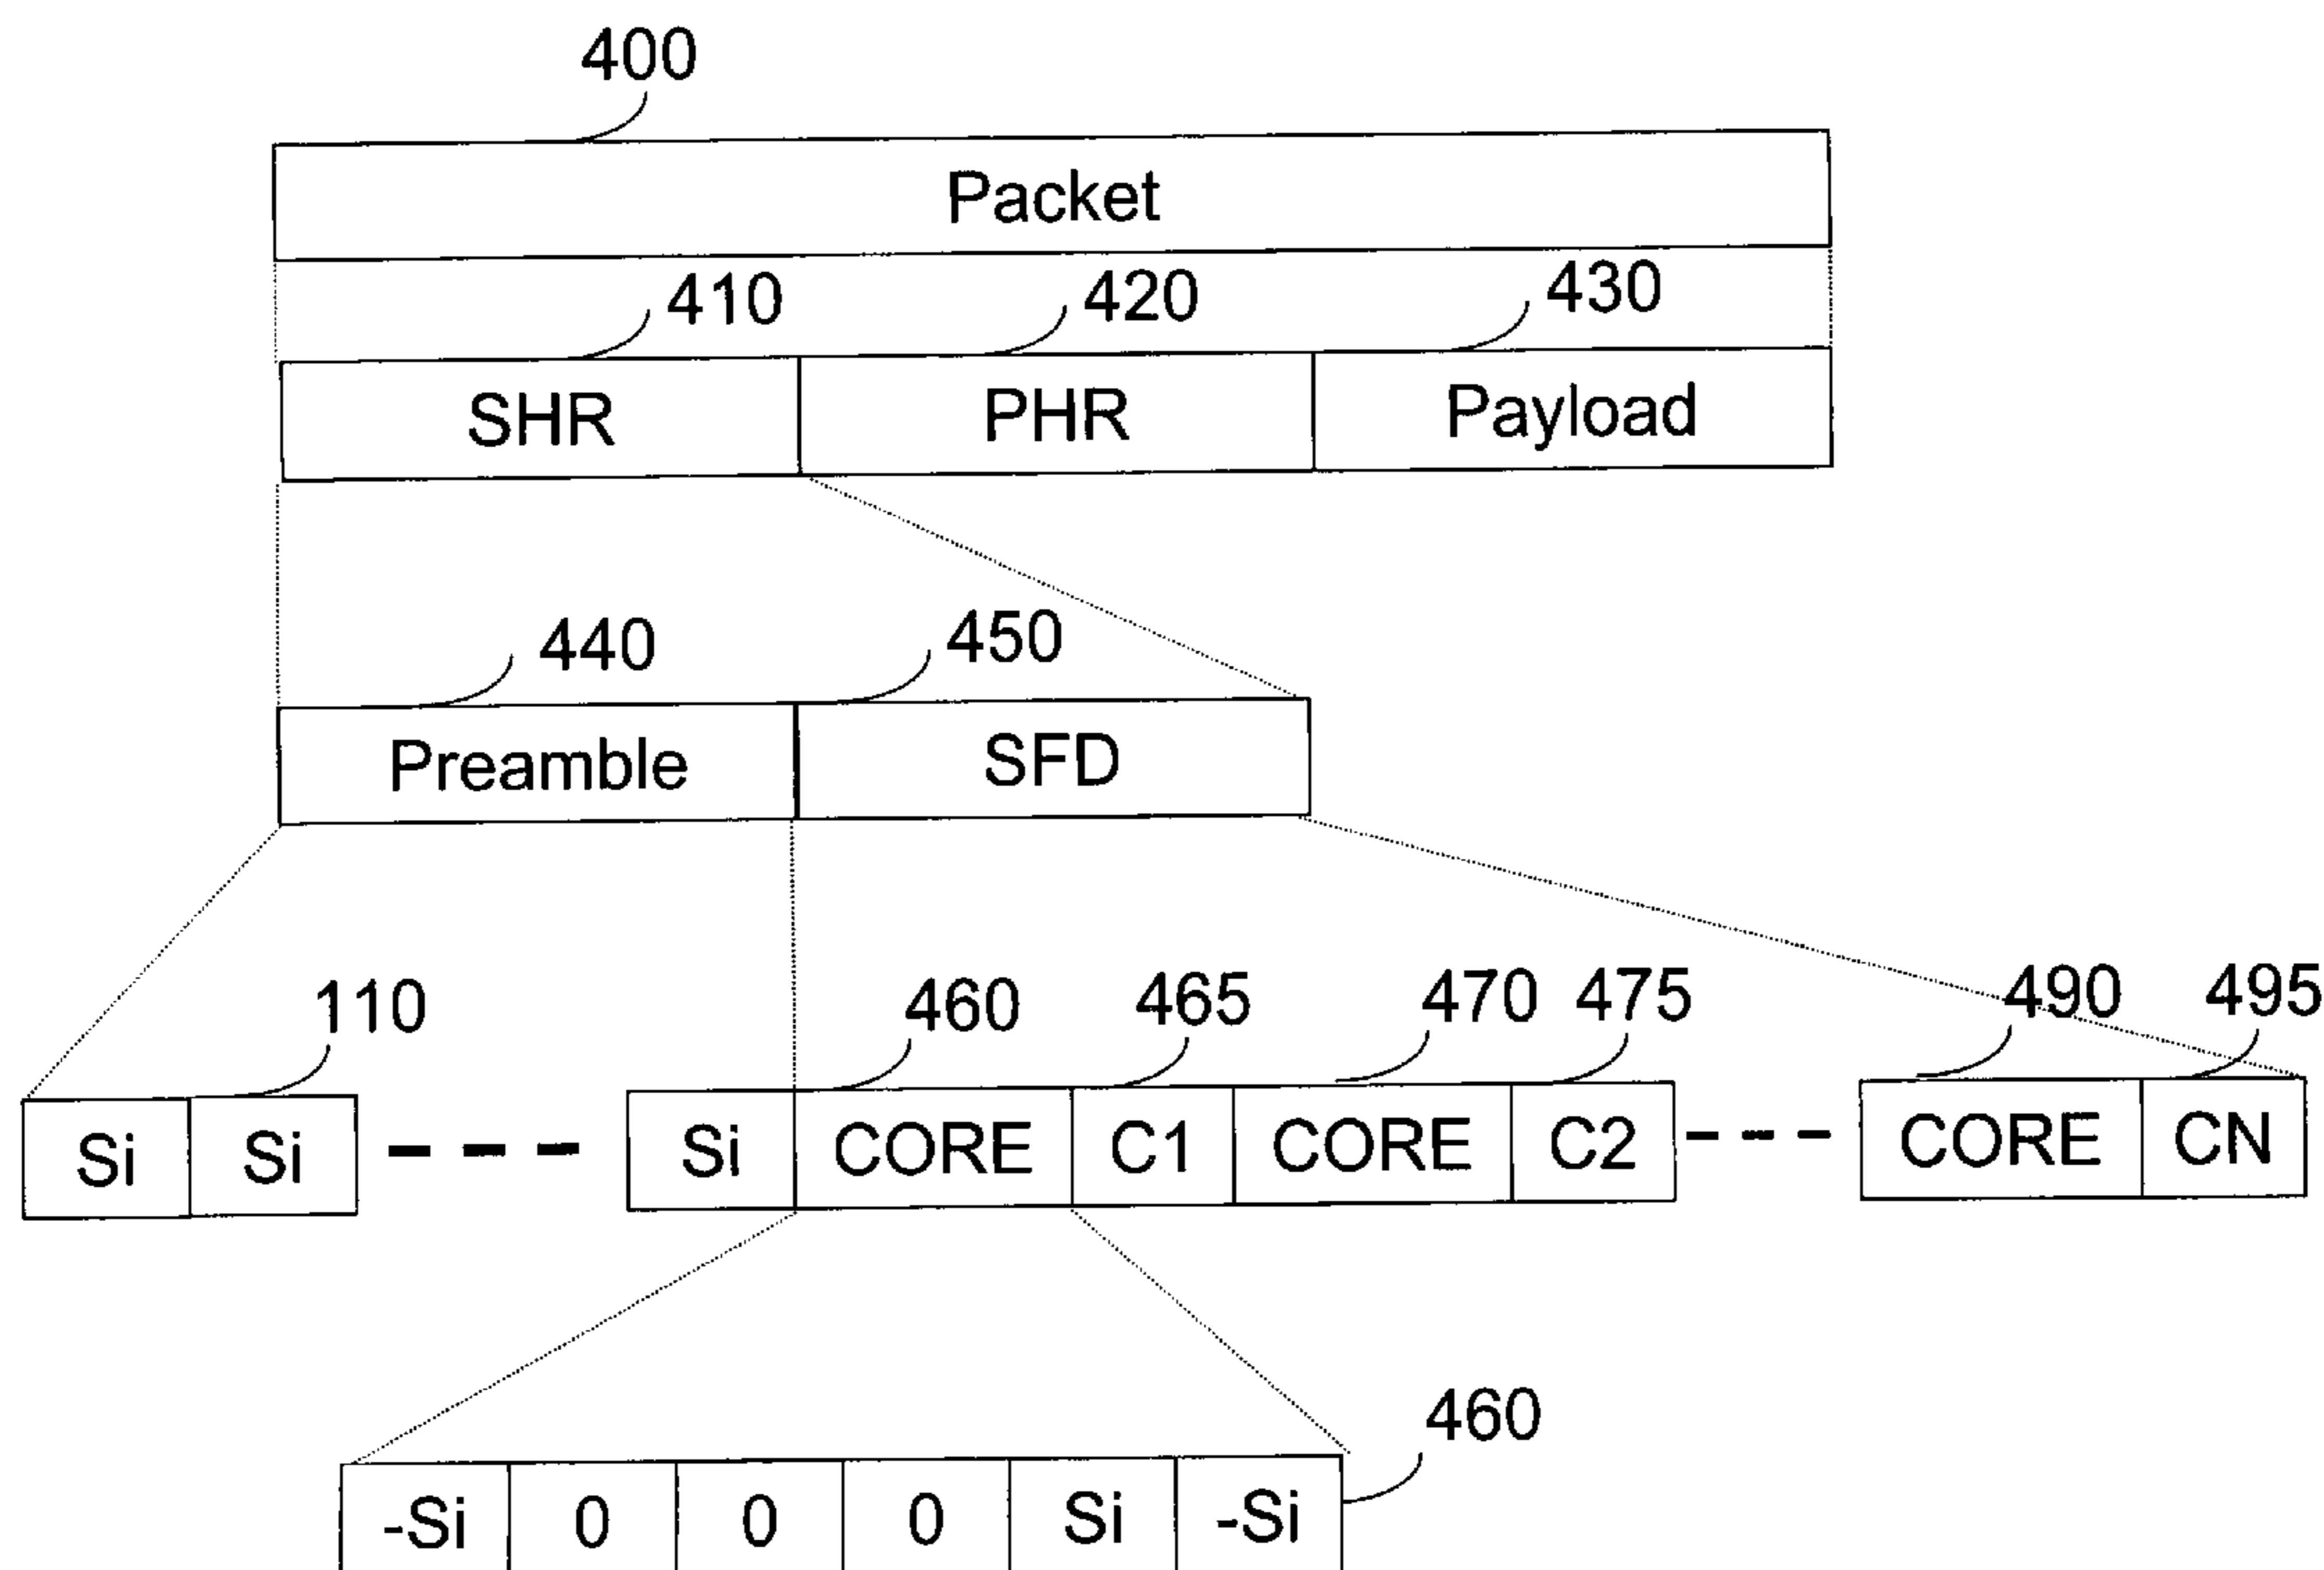 400
Packet
410 420 430
SHR PHR Payload
440 450
Preamble SFD
110 460 465 470 475 490 495
Si Si Si CORE C1 CORE C2 CORE CN
460
-Si 0 0 0 Si -Si